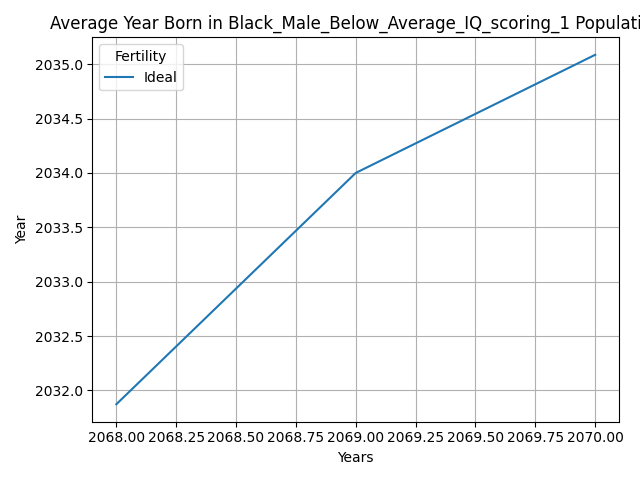 Average Year Born in Black_Male_Below_Average_IQ_scoring_1 Populati
Fertility
Ideal
Year
2035.0
2034.5
2034.0
2033.5
2033.0
2032.5
2032.0
2068.00 2068.25 2068.50 2068.75 2069.00 2069.25 2069.50 2069.75 2070.00
Years